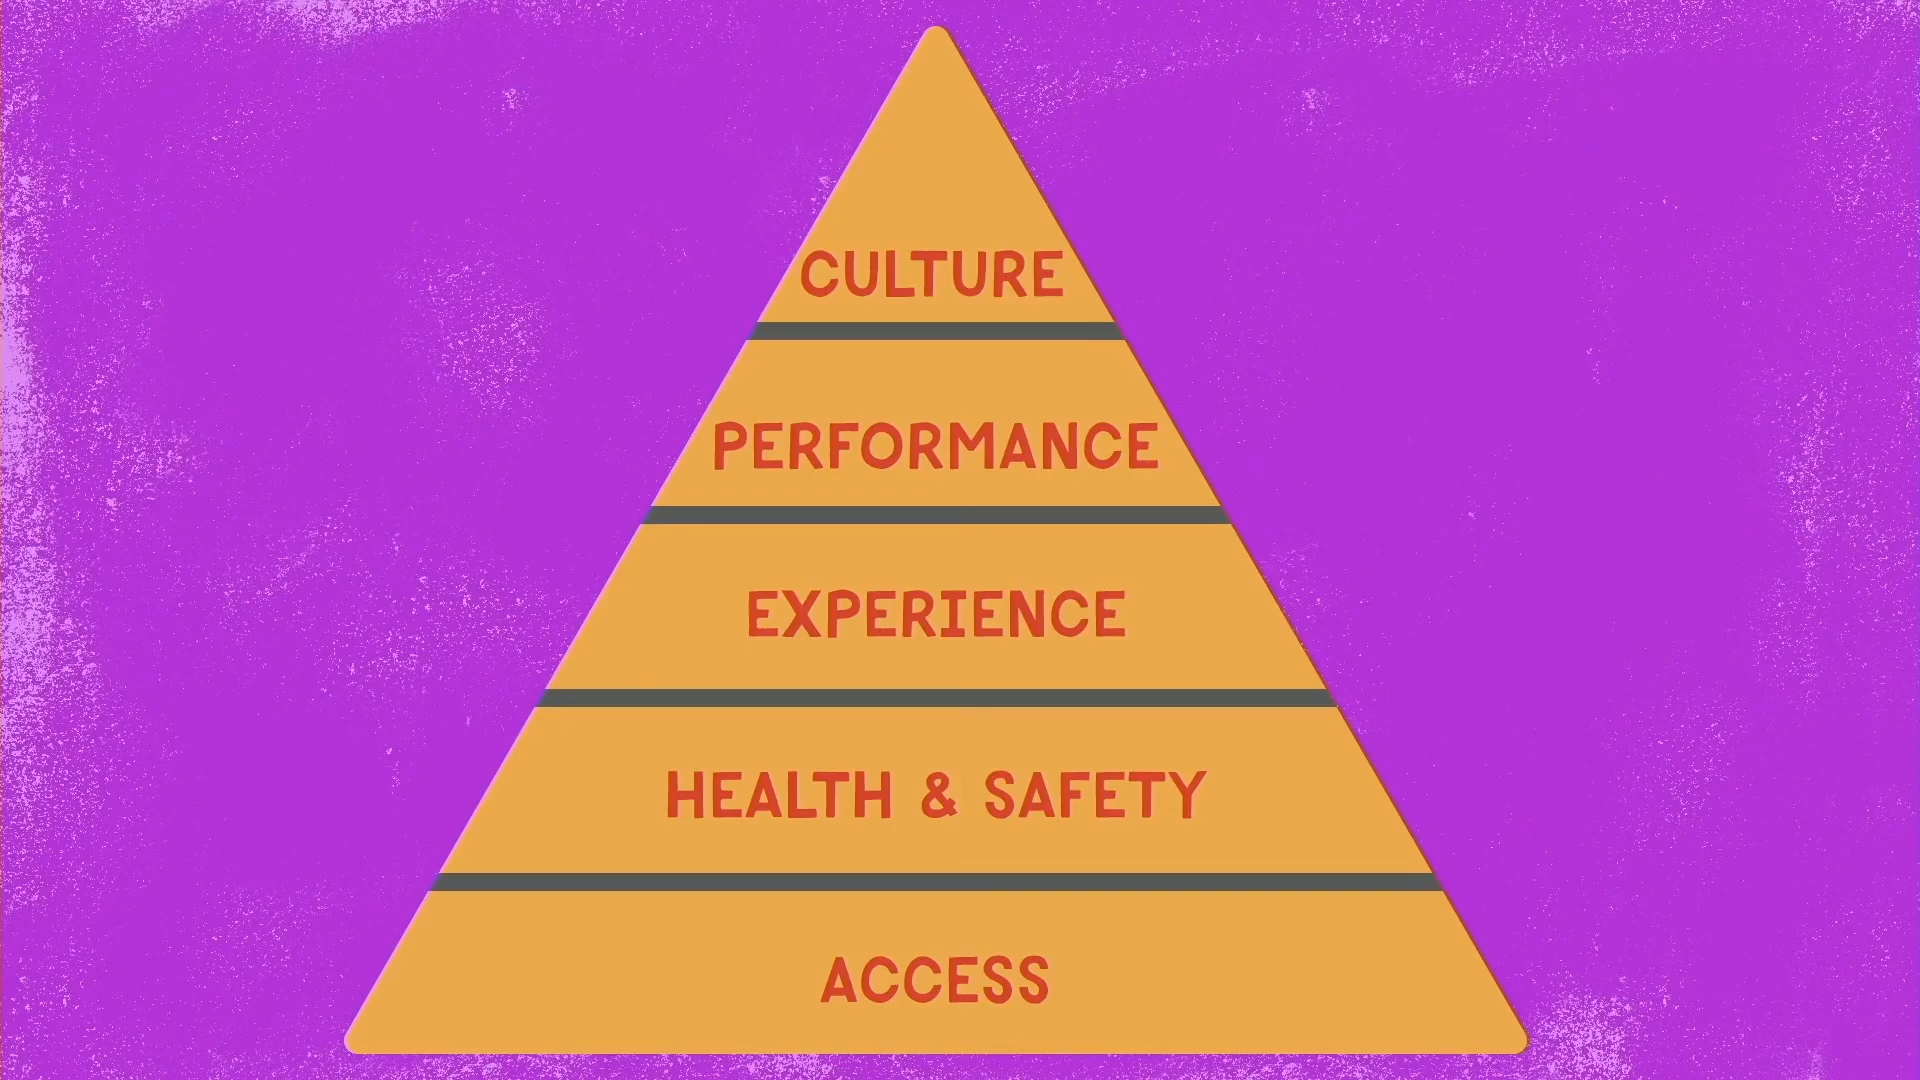 CULTURE
PERFORMANCE
EXPERIENCE
HEALTH & SAFETY
ACCESS